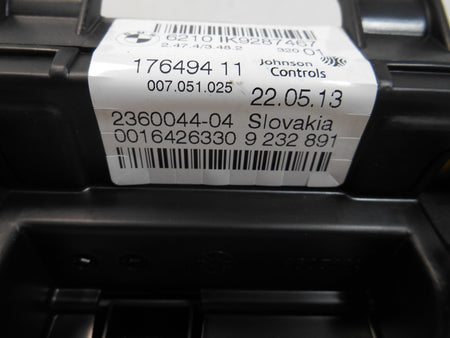 6210 IK9287467
2.47.4/3.48.2 320 01
176494 11 Johnson Controls
007.051.025 22.05.13
2360044-04 Slovakia
0016426330 9 232 891